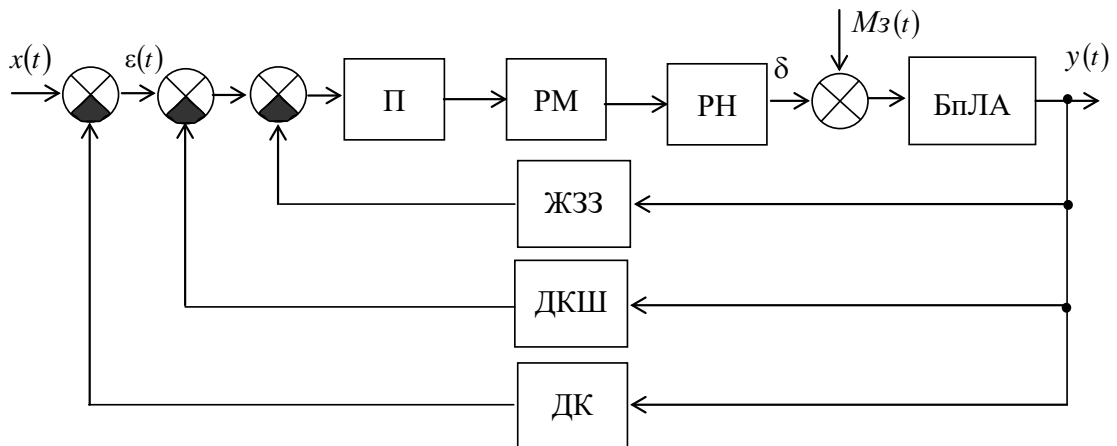 x(t)
ε(t)
П
РМ
РН
δ
Мз(t)
БпЛА
y(t)
ЖЗЗ
ДКШ
ДК